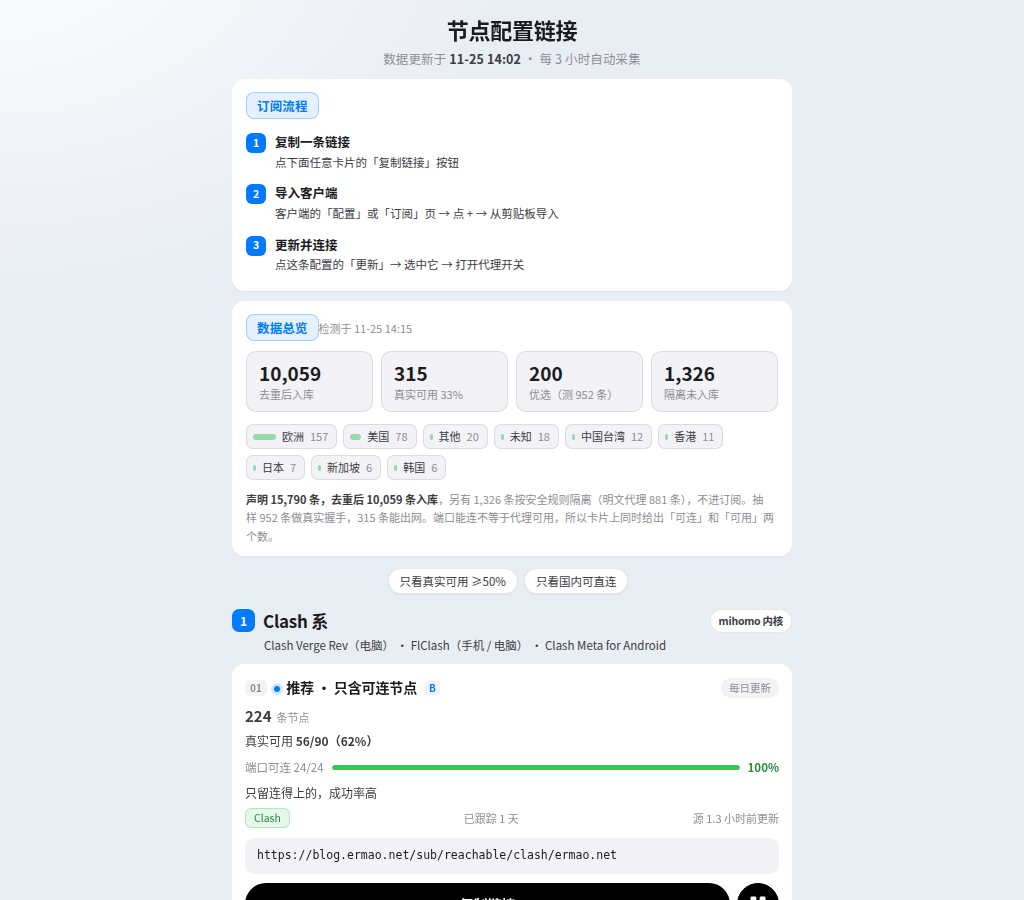 节点配置链接
数据更新于 11-25 14:02 · 每 3 小时自动采集
订阅流程
1 复制一条链接
点下面任意卡片的「复制链接」按钮
2 导入客户端
客户端的「配置」或「订阅」页 → 点 + → 从剪贴板导入
3 更新并连接
点这条配置的「更新」→ 选中它 → 打开代理开关
数据总览 检测于 11-25 14:15
10,059 315 200 1,326
去重后入库 真实可用 33% 优选（测 952 条） 隔离未入库
欧洲 157 美国 78 其他 20 未知 18 中国台湾 12 香港 11
日本 7 新加坡 6 韩国 6
声明 15,790 条，去重后 10,059 条入库，另有 1,326 条按安全规则隔离（明文代理 881 条），不进订阅。抽
样 952 条做真实握手，315 条能出网。端口能连不等于代理可用，所以卡片上同时给出「可连」和「可用」两
个数。
只看真实可用 ≥50% 只看国内可直连
1 Clash 系 mihomo 内核
Clash Verge Rev（电脑） · FlClash（手机 / 电脑） · Clash Meta for Android
01 推荐 · 只含可连节点 B 每日更新
224 条节点
真实可用 56/90（62%）
端口可连 24/24 100%
只留连得上的，成功率高
Clash 已跟踪 1 天 源 1.3 小时前更新
https://blog.ermao.net/sub/reachable/clash/ermao.net